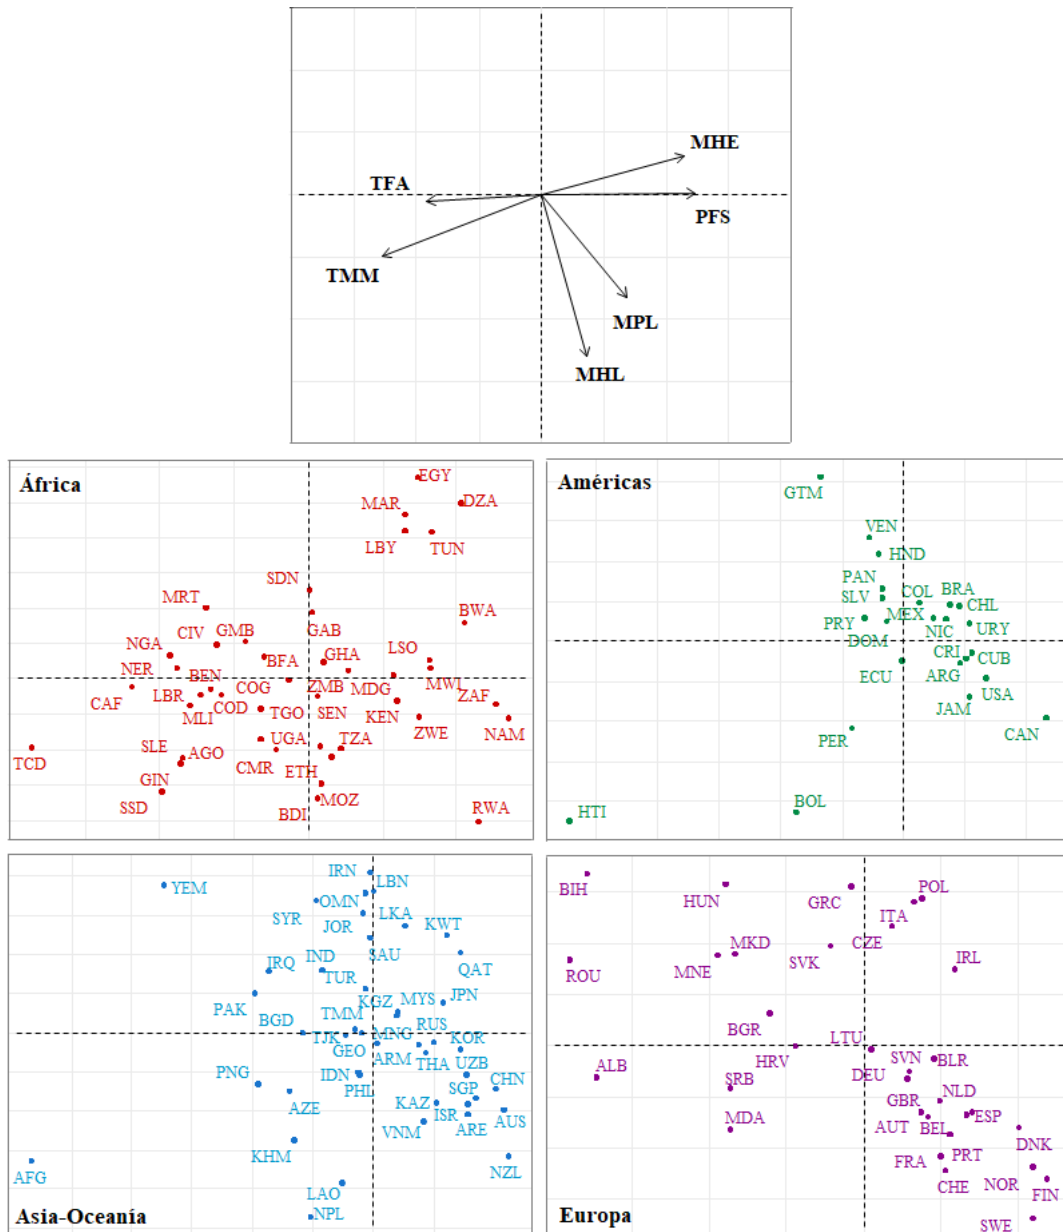 MHE
TFA
PFS
TMM
MPL
MHL
África
EGY
MAR
DZA
LBY
TUN
SDN
MRT
BWA
CIV
GMB
GAB
NGA
BFA
GHA
LSO
NER
BEN
MWI
CAF
LBR
COG
ZMB
MDG
ZAF
MLI
COD
TGO
SEN
KEN
ZWE
NAM
SLE
AGO
UGA
TZA
TCD
GIN
CMR
ETH
SSD
BDI
MOZ
RWA
Américas
GTM
VEN
HND
PAN
COL
BRA
SLV
MEX
CHL
PRY
DOM
NIC
URY
CRI
CUB
ECU
ARG
USA
JAM
PER
CAN
BOL
HTI
IRN
YEM
LBN
OMN
SYR
JOR
LKA
KWT
IND
SAU
IRQ
TUR
QAT
PAK
KGZ
MYS
JPN
BGD
TMM
RUS
TJK
MNG
KOR
GEO
ARM
THA
UZB
PNG
IDN
SGP
CHN
PHL
AZE
KAZ
ISR
ARE
AUS
VNM
KHM
AFG
NZL
LAO
NPL
Asia-Oceanía
BIH
HUN
GRC
POL
ITA
MKD
CZE
MNE
SVK
IRL
ROU
BGR
LTU
HRV
SVN
BLR
ALB
DEU
SRB
NLD
GBR
ESP
MDA
AUT
BEL
DNK
FRA
PRT
CHE
NOR
FIN
SWE
Europa